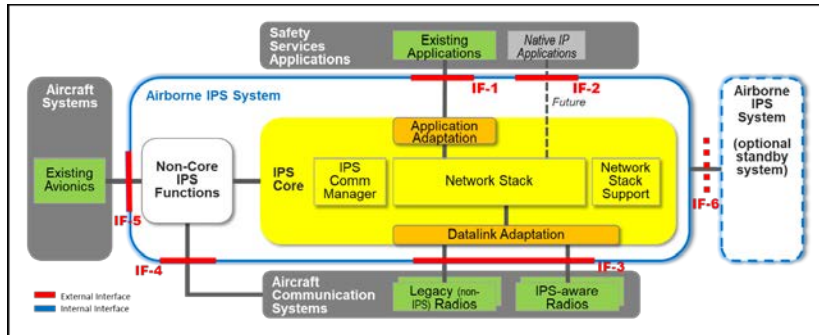 Safety
Services
Applications
Existing
Applications
Native IP
Applications
IF-1
IF-2
Aircraft
Systems
Airborne IPS System
Future
Airborne
IPS
System
(optional
standby
system)
Application
Adaptation
Existing
Avionics
Non-Core
IPS
Functions
IPS
Core
IPS
Comm
Manager
Network Stack
Network
Stack
Support
IF-5
IF-6
Datalink Adaptation
IF-4
IF-3
Aircraft
Communication
Systems
Legacy (non-
IPS) Radios
IPS-aware
Radios
External Interface
Internal Interface